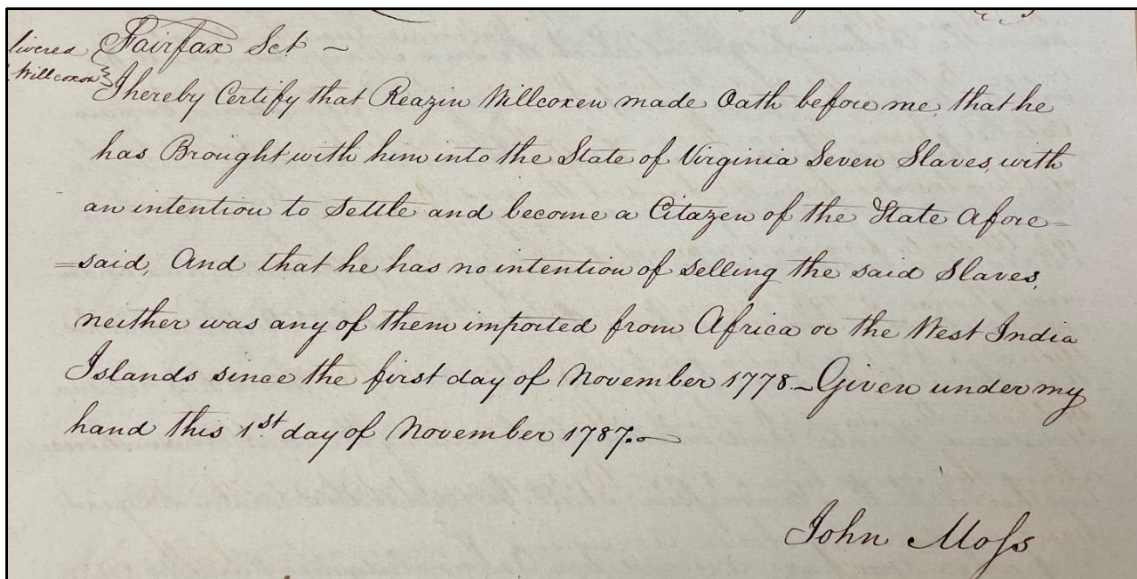 livered
Willcoxon
Fairfax Sct –
I hereby Certify that Reazin Willcoxen made Oath before me, that he
has Brought with him into the State of Virginia Seven Slaves, with
an intention to Settle and become a Citazen of the State Afore=
=said, And that he has no intention of Selling the said Slaves,
neither was any of them imported from Africa or the West India
Islands since the first day of November 1778 – Given under my
hand this 1st. day of November 1787. –
John Moſs